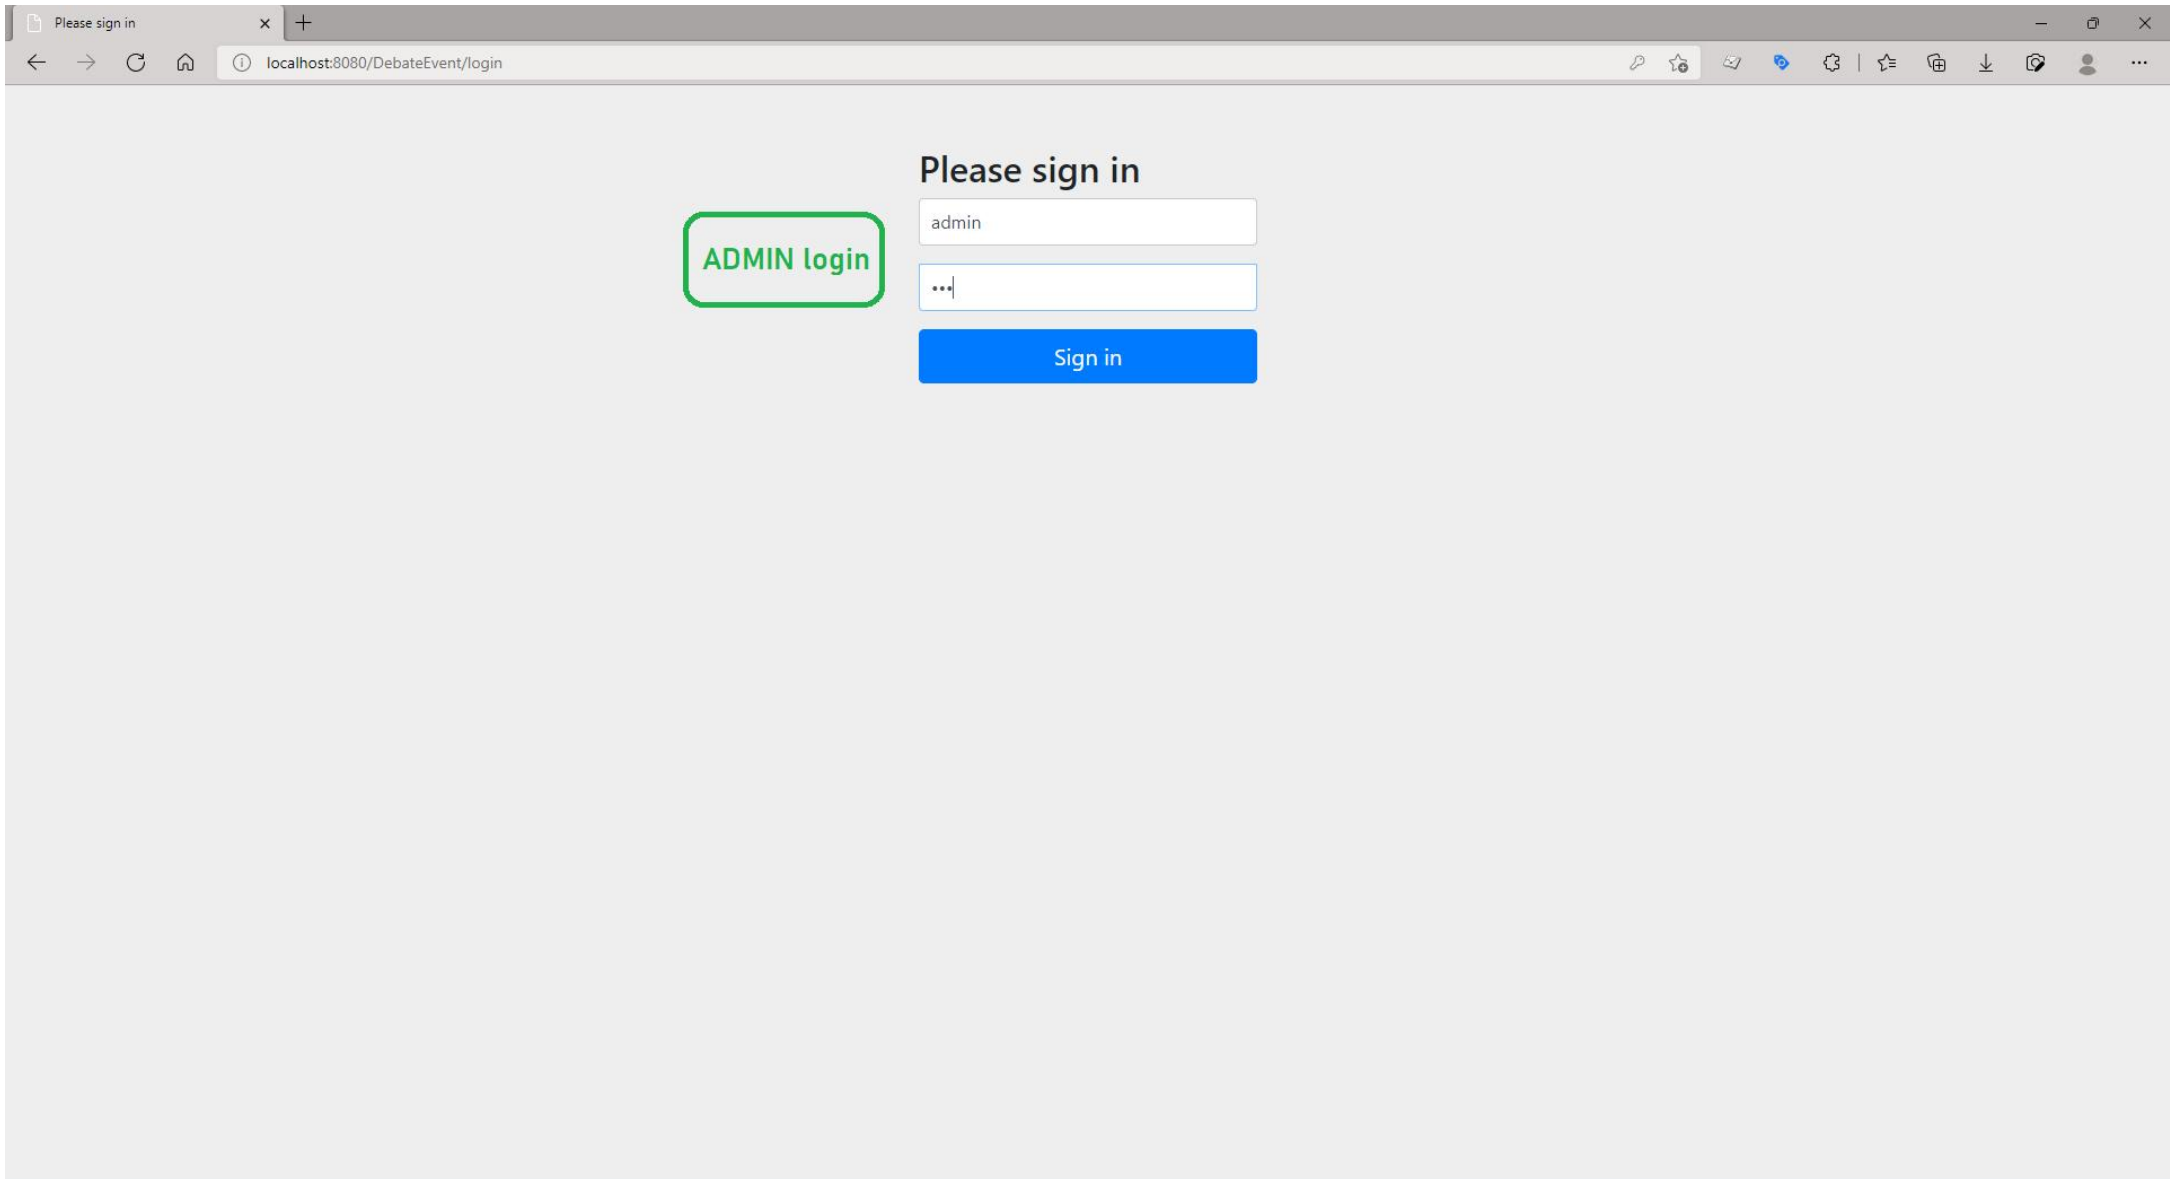 Please sign in
localhost:8080/DebateEvent/login
Please sign in
admin
ADMIN login
•••
Sign in